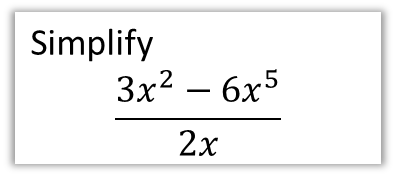 Simplify
3x² − 6x⁵
2x